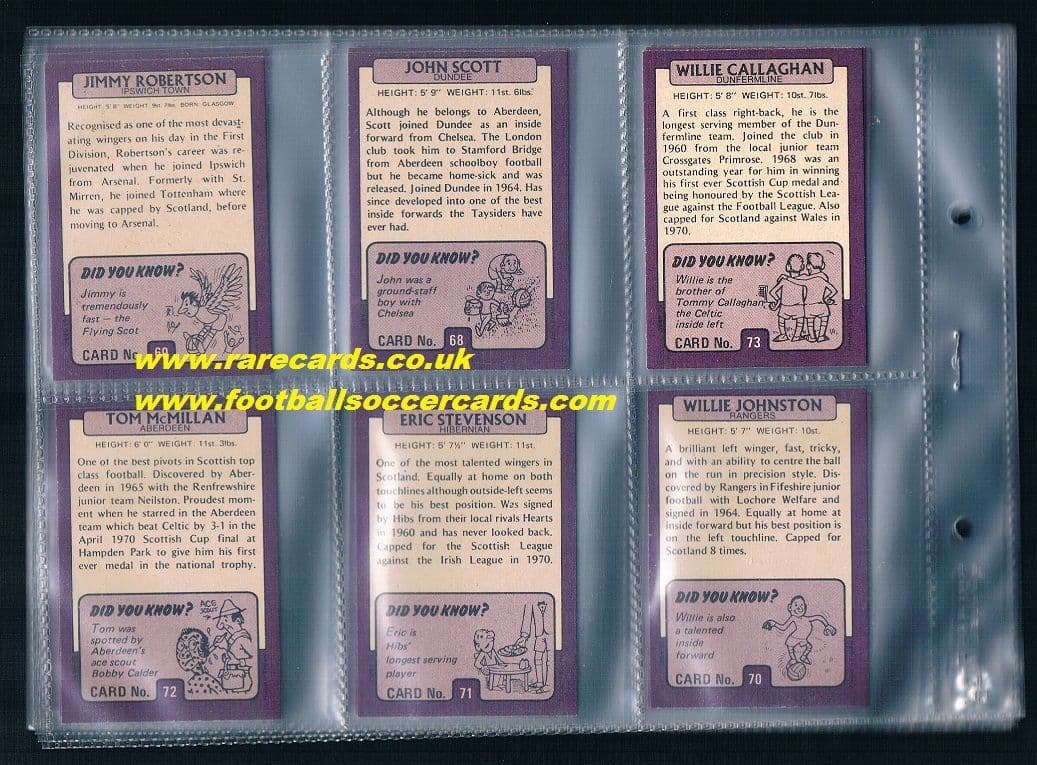 JIMMY ROBERTSON
IPSWICH TOWN
HEIGHT: 5' 8" WEIGHT: 9st. 7lbs. BORN: GLASGOW
Recognised as one of the most devast-
ating wingers on his day in the First
Division, Robertson's career was re-
juvenated when he joined Ipswich
from Arsenal. Formerly with St.
Mirren, he joined Tottenham where
he was capped by Scotland, before
moving to Arsenal.
DID YOU KNOW?
Jimmy is
tremendously
fast — the
Flying Scot
CARD No. 69
JOHN SCOTT
DUNDEE
HEIGHT: 5' 9" WEIGHT: 11st. 6lbs.
Although he belongs to Aberdeen,
Scott joined Dundee as an inside
forward from Chelsea. The London
club took him to Stamford Bridge
from Aberdeen schoolboy football
but he became home-sick and was
released. Joined Dundee in 1964. Has
since developed into one of the best
inside forwards the Taysiders have
ever had.
DID YOU KNOW?
John was a
ground-staff
boy with
Chelsea
CARD No. 68
WILLIE CALLAGHAN
DUNFERMLINE
HEIGHT: 5' 8" WEIGHT: 10st. 7lbs.
A first class right-back, he is the
longest serving member of the Dun-
fermline team. Joined the club in
1960 from the local junior team
Crossgates Primrose. 1968 was an
outstanding year for him in winning
his first ever Scottish Cup medal and
being honoured by the Scottish Lea-
gue against the Football League. Also
capped for Scotland against Wales in
1970.
DID YOU KNOW?
Willie is the
brother of
Tommy Callaghan
the Celtic
inside left
CARD No. 73
www.rarecards.co.uk
www.footballsoccercards.com
TOM McMILLAN
ABERDEEN
HEIGHT: 6' 0" WEIGHT: 11st. 3lbs.
One of the best pivots in Scottish top
class football. Discovered by Aber-
deen in 1965 with the Renfrewshire
junior team Neilston. Proudest mom-
ent when he starred in the Aberdeen
team which beat Celtic by 3-1 in the
April 1970 Scottish Cup final at
Hampden Park to give him his first
ever medal in the national trophy.
DID YOU KNOW?
ACE
SCOUT
Tom was
spotted by
Aberdeen's
ace scout
Bobby Calder
CARD No. 72
ERIC STEVENSON
HIBERNIAN
HEIGHT: 5' 7½" WEIGHT: 11st.
One of the most talented wingers in
Scotland. Equally at home on both
touchlines although outside-left seems
to be his best position. Was signed
by Hibs from their local rivals Hearts
in 1960 and has never looked back.
Capped for the Scottish League
against the Irish League in 1970.
DID YOU KNOW?
Eric is
Hibs'
longest serving
player
CARD No. 71
WILLIE JOHNSTON
RANGERS
HEIGHT: 5' 7" WEIGHT: 10st.
A brilliant left winger, fast, tricky,
and with an ability to centre the ball
on the run in precision style. Dis-
covered by Rangers in Fifeshire junior
football with Lochore Welfare and
signed in 1964. Equally at home at
inside forward but his best position is
on the left touchline. Capped for
Scotland 8 times.
DID YOU KNOW?
Willie is also
a talented
inside
forward
CARD No. 70